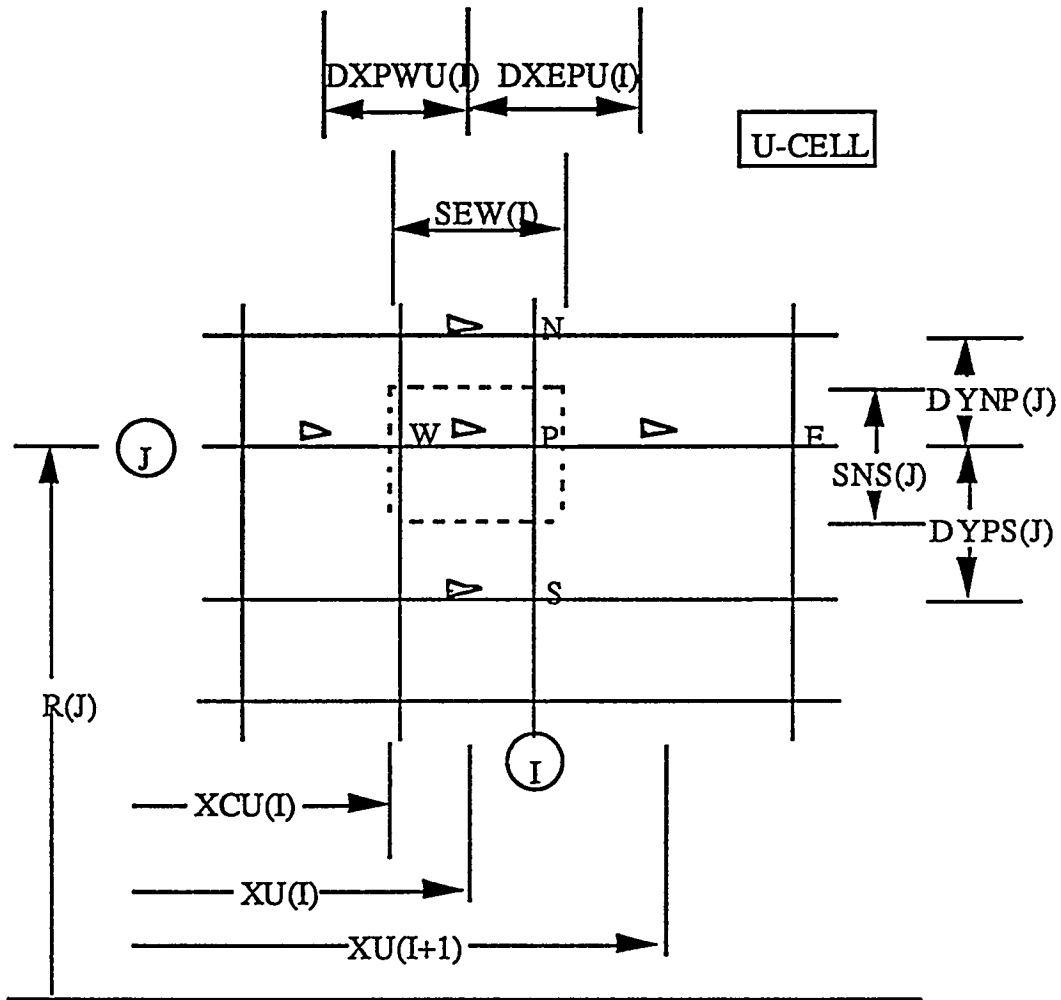 DXPWU(I) DXEPU(I)
U-CELL
SEW(I)
N
DYNP(J)
W P E
J
SNS(J)
DYPS(J)
S
R(J)
I
XCU(I)
XU(I)
XU(I+1)